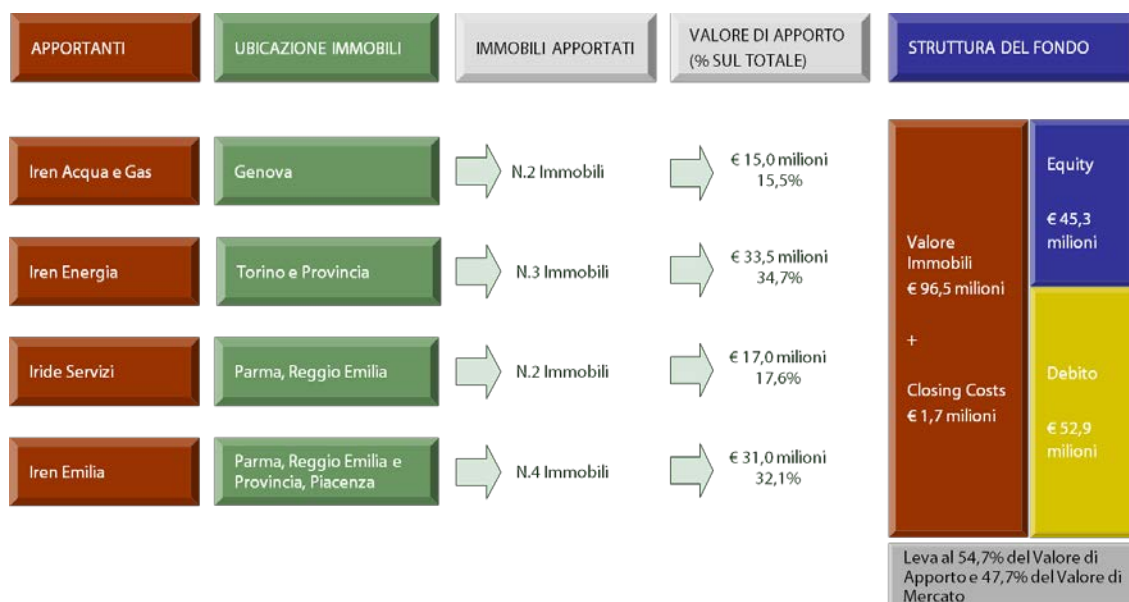 APPORTANTI
UBICAZIONE IMMOBILI
IMMOBILI APPORTATI
VALORE DI APPORTO
(% SUL TOTALE)
STRUTTURA DEL FONDO
Iren Acqua e Gas
Genova
N.2 Immobili
€ 15,0 milioni
15,5%
Iren Energia
Torino e Provincia
N.3 Immobili
€ 33,5 milioni
34,7%
Iride Servizi
Parma, Reggio Emilia
N.2 Immobili
€ 17,0 milioni
17,6%
Iren Emilia
Parma, Reggio Emilia e
Provincia, Piacenza
N.4 Immobili
€ 31,0 milioni
32,1%
Valore
Immobili
€ 96,5 milioni
+
Closing Costs
€ 1,7 milioni
Equity
€ 45,3
milioni
Debito
€ 52,9
milioni
Leva al 54,7% del Valore di
Apporto e 47,7% del Valore di
Mercato